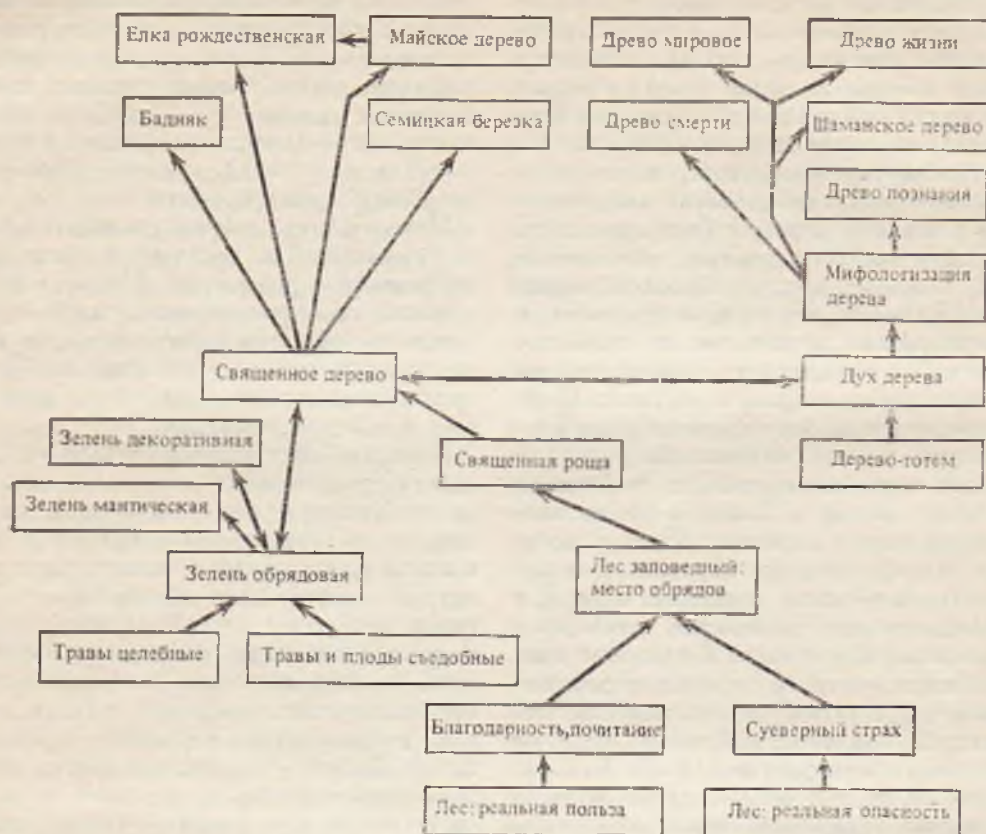 Елка рождественская
Майское дерево
Древо мировое
Древо жизни
Бадняк
Семицкая березка
Древо смерти
Шаманское дерево
Древо познания
Мифологизация
дерева
Священное дерево
Дух дерева
Зелень декоративная
Священная роща
Дерево-тотем
Зелень мантическая
Зелень обрядовая
Лес заповедный:
место обрядов
Травы целебные
Травы и плоды съедобные
Благодарность,почитание
Суеверный страх
Лес: реальная польза
Лес: реальная опасность